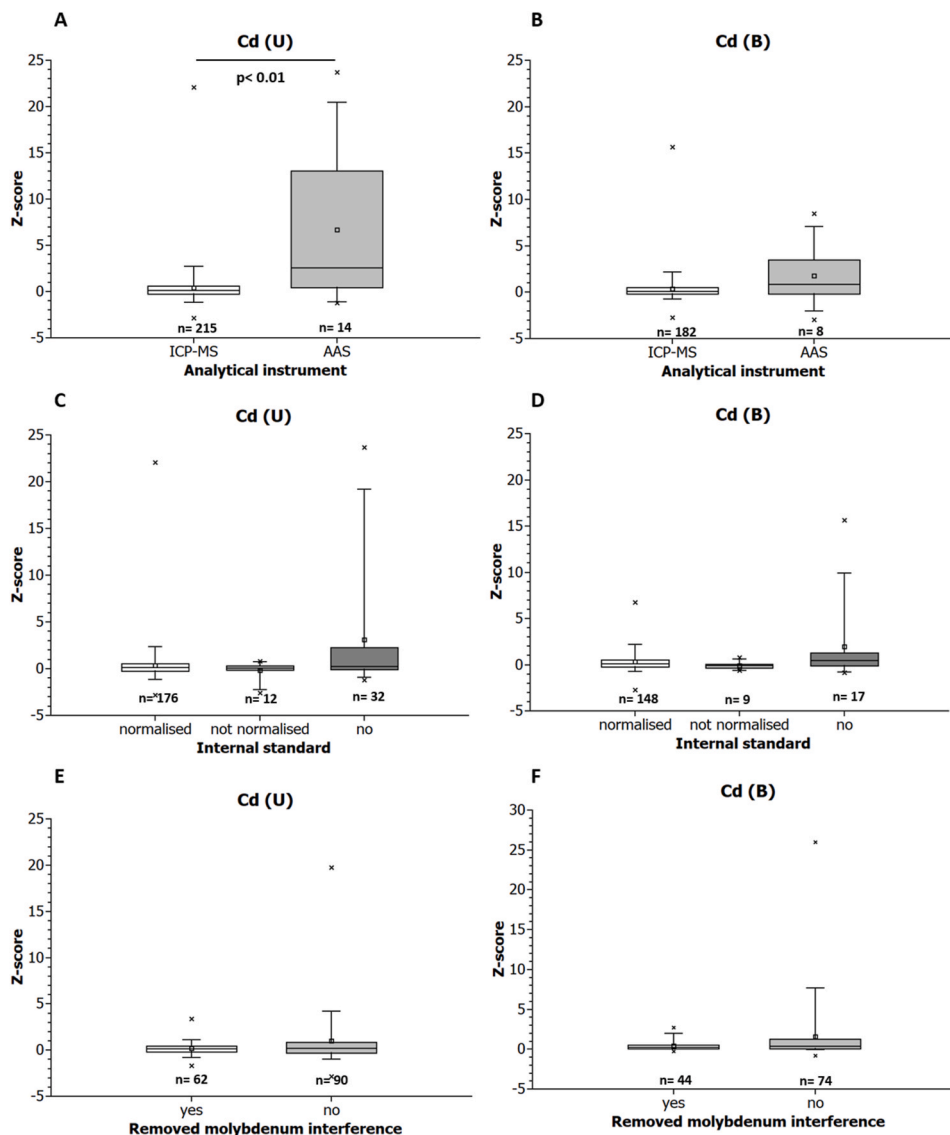 A
Cd (U)
25
20
15
10
5
0
-5
Z-score
p< 0.01
n= 215
n= 14
ICP-MS
AAS
Analytical instrument
B
Cd (B)
25
20
15
10
5
0
-5
Z-score
n= 182
n= 8
ICP-MS
AAS
Analytical instrument
C
Cd (U)
25
20
15
10
5
0
-5
Z-score
n= 176
n= 12
n= 32
normalised
not normalised
no
Internal standard
D
Cd (B)
25
20
15
10
5
0
-5
Z-score
n= 148
n= 9
n= 17
normalised
not normalised
no
Internal standard
E
Cd (U)
25
20
15
10
5
0
-5
Z-score
n= 62
n= 90
yes
no
Removed molybdenum interference
F
Cd (B)
30
25
20
15
10
5
0
-5
Z-score
n= 44
n= 74
yes
no
Removed molybdenum interference